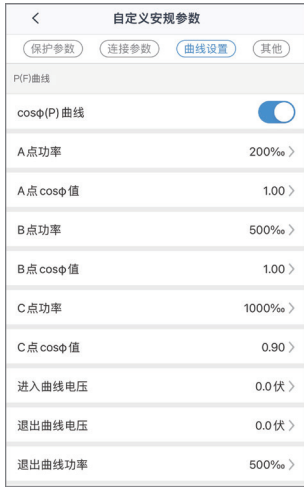 自定义安规参数
保护参数 连接参数 曲线设置 其他
P(F)曲线
cosφ(P)曲线
A点功率 200‰
A点cosφ值 1.00
B点功率 500‰
B点cosφ值 1.00
C点功率 1000‰
C点cosφ值 0.90
进入曲线电压 0.0伏
退出曲线电压 0.0伏
退出曲线功率 500‰